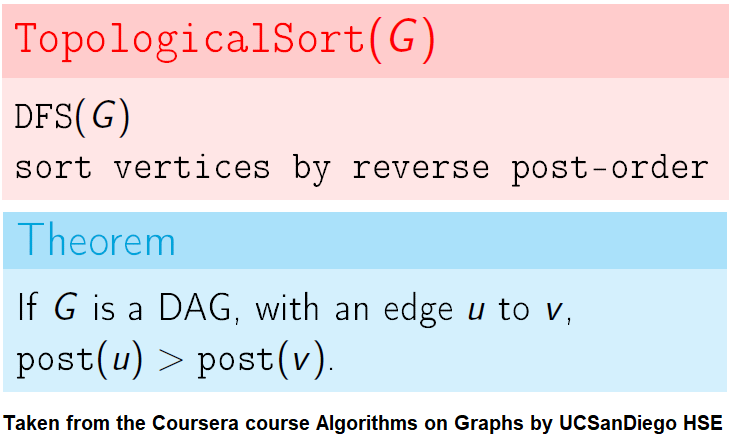 TopologicalSort(G)
DFS(G)
sort vertices by reverse post-order
Theorem
If G is a DAG, with an edge u to v,
post(u) > post(v).
Taken from the Coursera course Algorithms on Graphs by UCSanDiego HSE